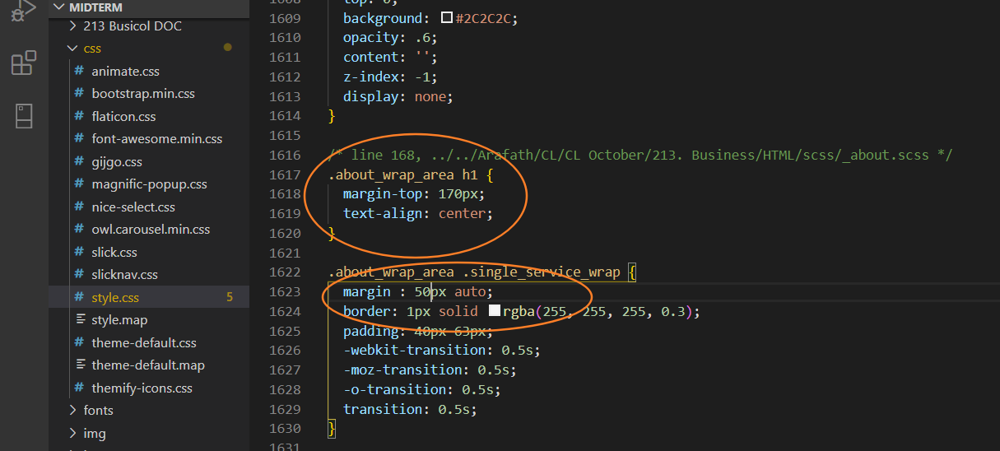 MIDTERM
213 Busicol DOC
css
# animate.css
# bootstrap.min.css
# flaticon.css
# font-awesome.min.css
# gijgo.css
# magnific-popup.css
# nice-select.css
# owl.carousel.min.css
# slick.css
# slicknav.css
# style.css 5
style.map
# theme-default.css
theme-default.map
# themify-icons.css
fonts
img
1608 top: 0;
1609 background: #2C2C2C;
1610 opacity: .6;
1611 content: '';
1612 z-index: -1;
1613 display: none;
1614 }
1615
1616 /* line 168, ../../Arafath/CL/CL October/213. Business/HTML/scss/_about.scss */
1617 .about_wrap_area h1 {
1618 margin-top: 170px;
1619 text-align: center;
1620 }
1621
1622 .about_wrap_area .single_service_wrap {
1623 margin : 50px auto;
1624 border: 1px solid rgba(255, 255, 255, 0.3);
1625 padding: 40px 63px;
1626 -webkit-transition: 0.5s;
1627 -moz-transition: 0.5s;
1628 -o-transition: 0.5s;
1629 transition: 0.5s;
1630 }
1631